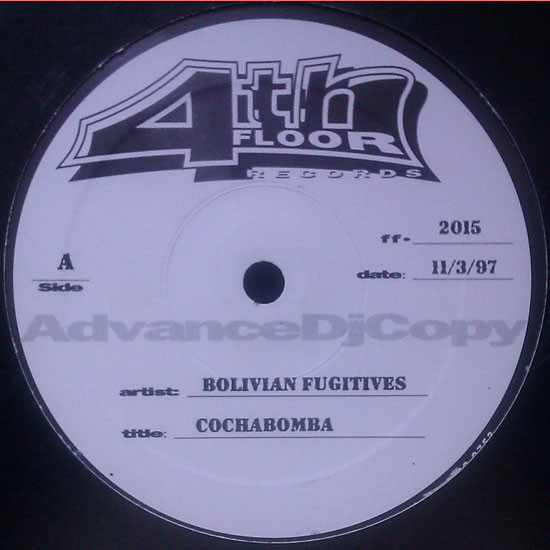 4th
FLOOR
RECORDS
ff- 2015
A
Side
date: 11/3/97
AdvanceDjCopy
artist: BOLIVIAN FUGITIVES
title: COCHABOMBA